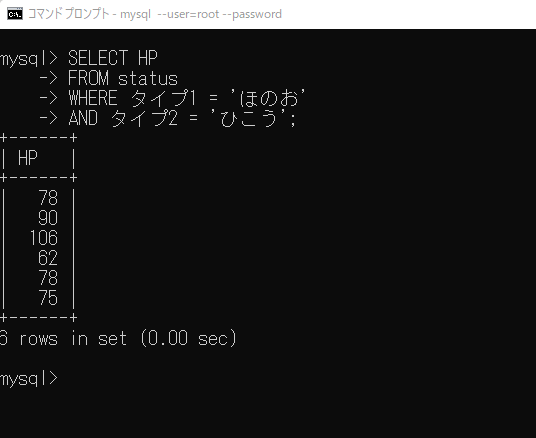 コマンド プロンプト - mysql --user=root --password
mysql> SELECT HP
-> FROM status
-> WHERE タイプ1 = 'ほのお'
-> AND タイプ2 = 'ひこう';
+------+
| HP   |
+------+
|   78 |
|   90 |
|  106 |
|   62 |
|   78 |
|   75 |
+------+
6 rows in set (0.00 sec)
mysql>